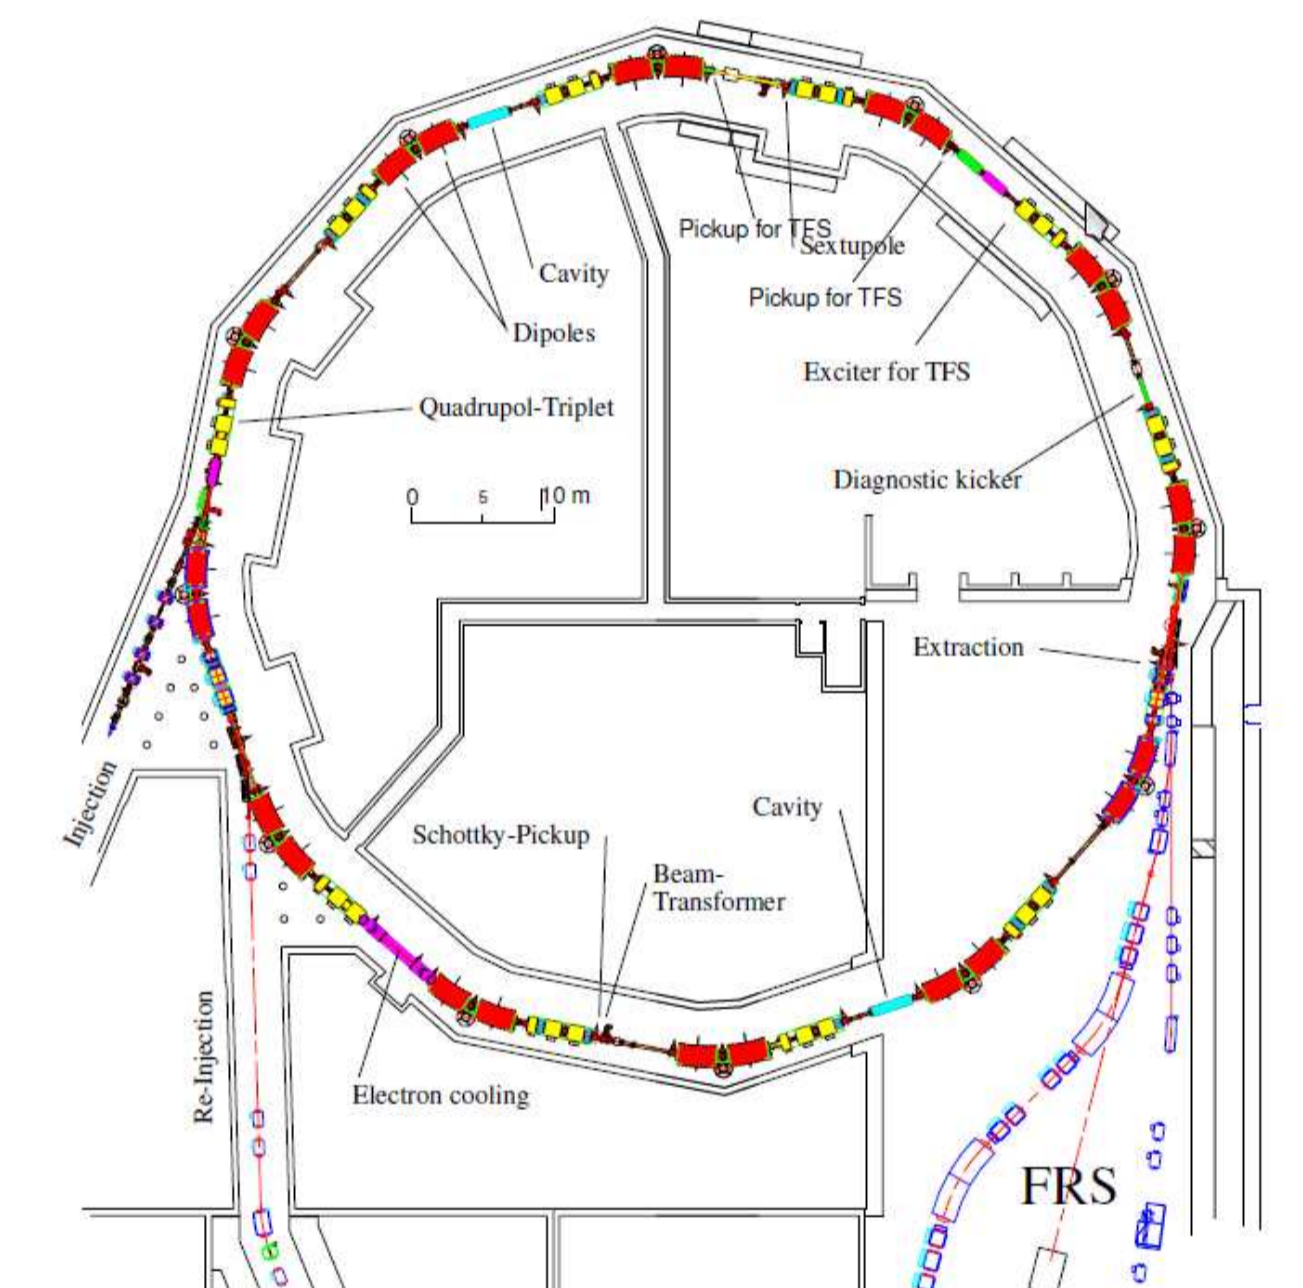 Pickup for TFS
Sextupole
Cavity
Pickup for TFS
Dipoles
Exciter for TFS
Quadrupol-Triplet
Diagnostic kicker
0 5 10 m
Extraction
Injection
Cavity
Schottky-Pickup
Beam-
Transformer
Re-Injection
Electron cooling
FRS